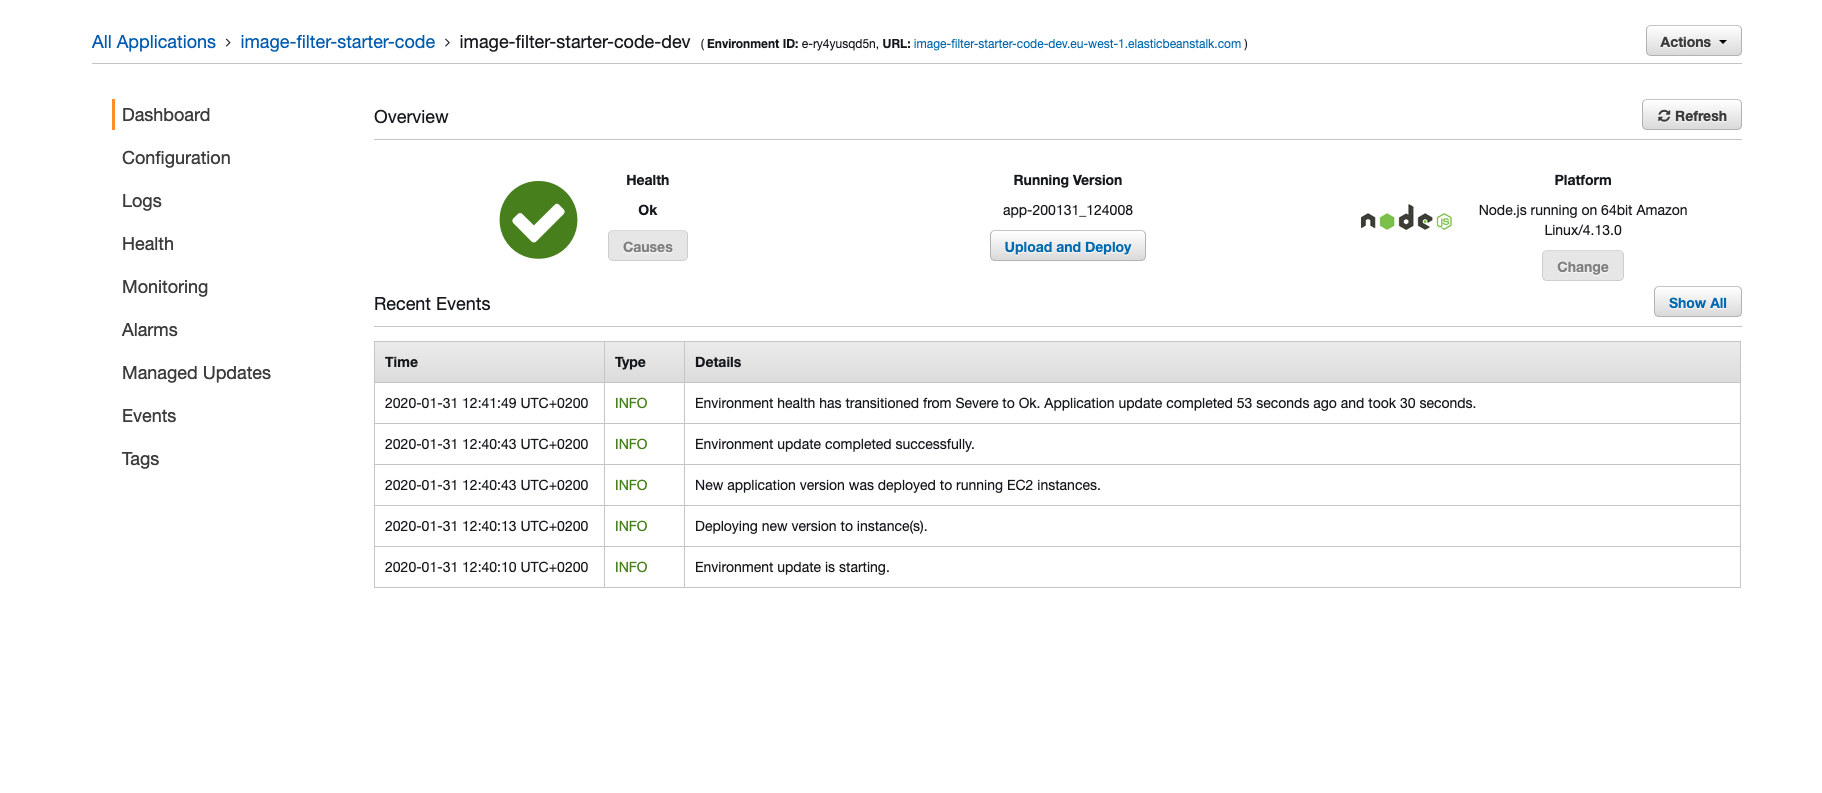 All Applications › image-filter-starter-code › image-filter-starter-code-dev ( Environment ID: e-ry4yusqd5n, URL: image-filter-starter-code-dev.eu-west-1.elasticbeanstalk.com )
Actions
Dashboard
Configuration
Logs
Health
Monitoring
Alarms
Managed Updates
Events
Tags
Overview
Refresh
Health
Ok
Causes
Running Version
app-200131_124008
Upload and Deploy
node JS
Platform
Node.js running on 64bit Amazon
Linux/4.13.0
Change
Recent Events
Show All
Time Type Details
2020-01-31 12:41:49 UTC+0200 INFO Environment health has transitioned from Severe to Ok. Application update completed 53 seconds ago and took 30 seconds.
2020-01-31 12:40:43 UTC+0200 INFO Environment update completed successfully.
2020-01-31 12:40:43 UTC+0200 INFO New application version was deployed to running EC2 instances.
2020-01-31 12:40:13 UTC+0200 INFO Deploying new version to instance(s).
2020-01-31 12:40:10 UTC+0200 INFO Environment update is starting.